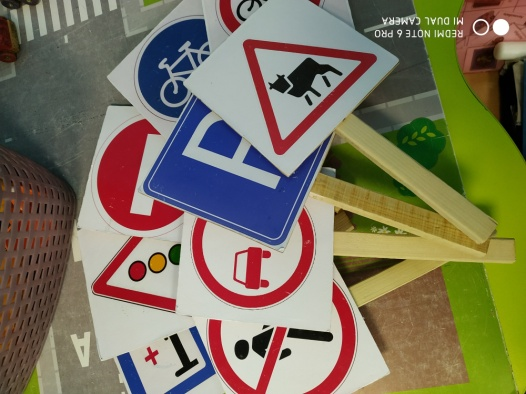 REDMI NOTE 6 PRO
MI DUAL CAMERA
P
A